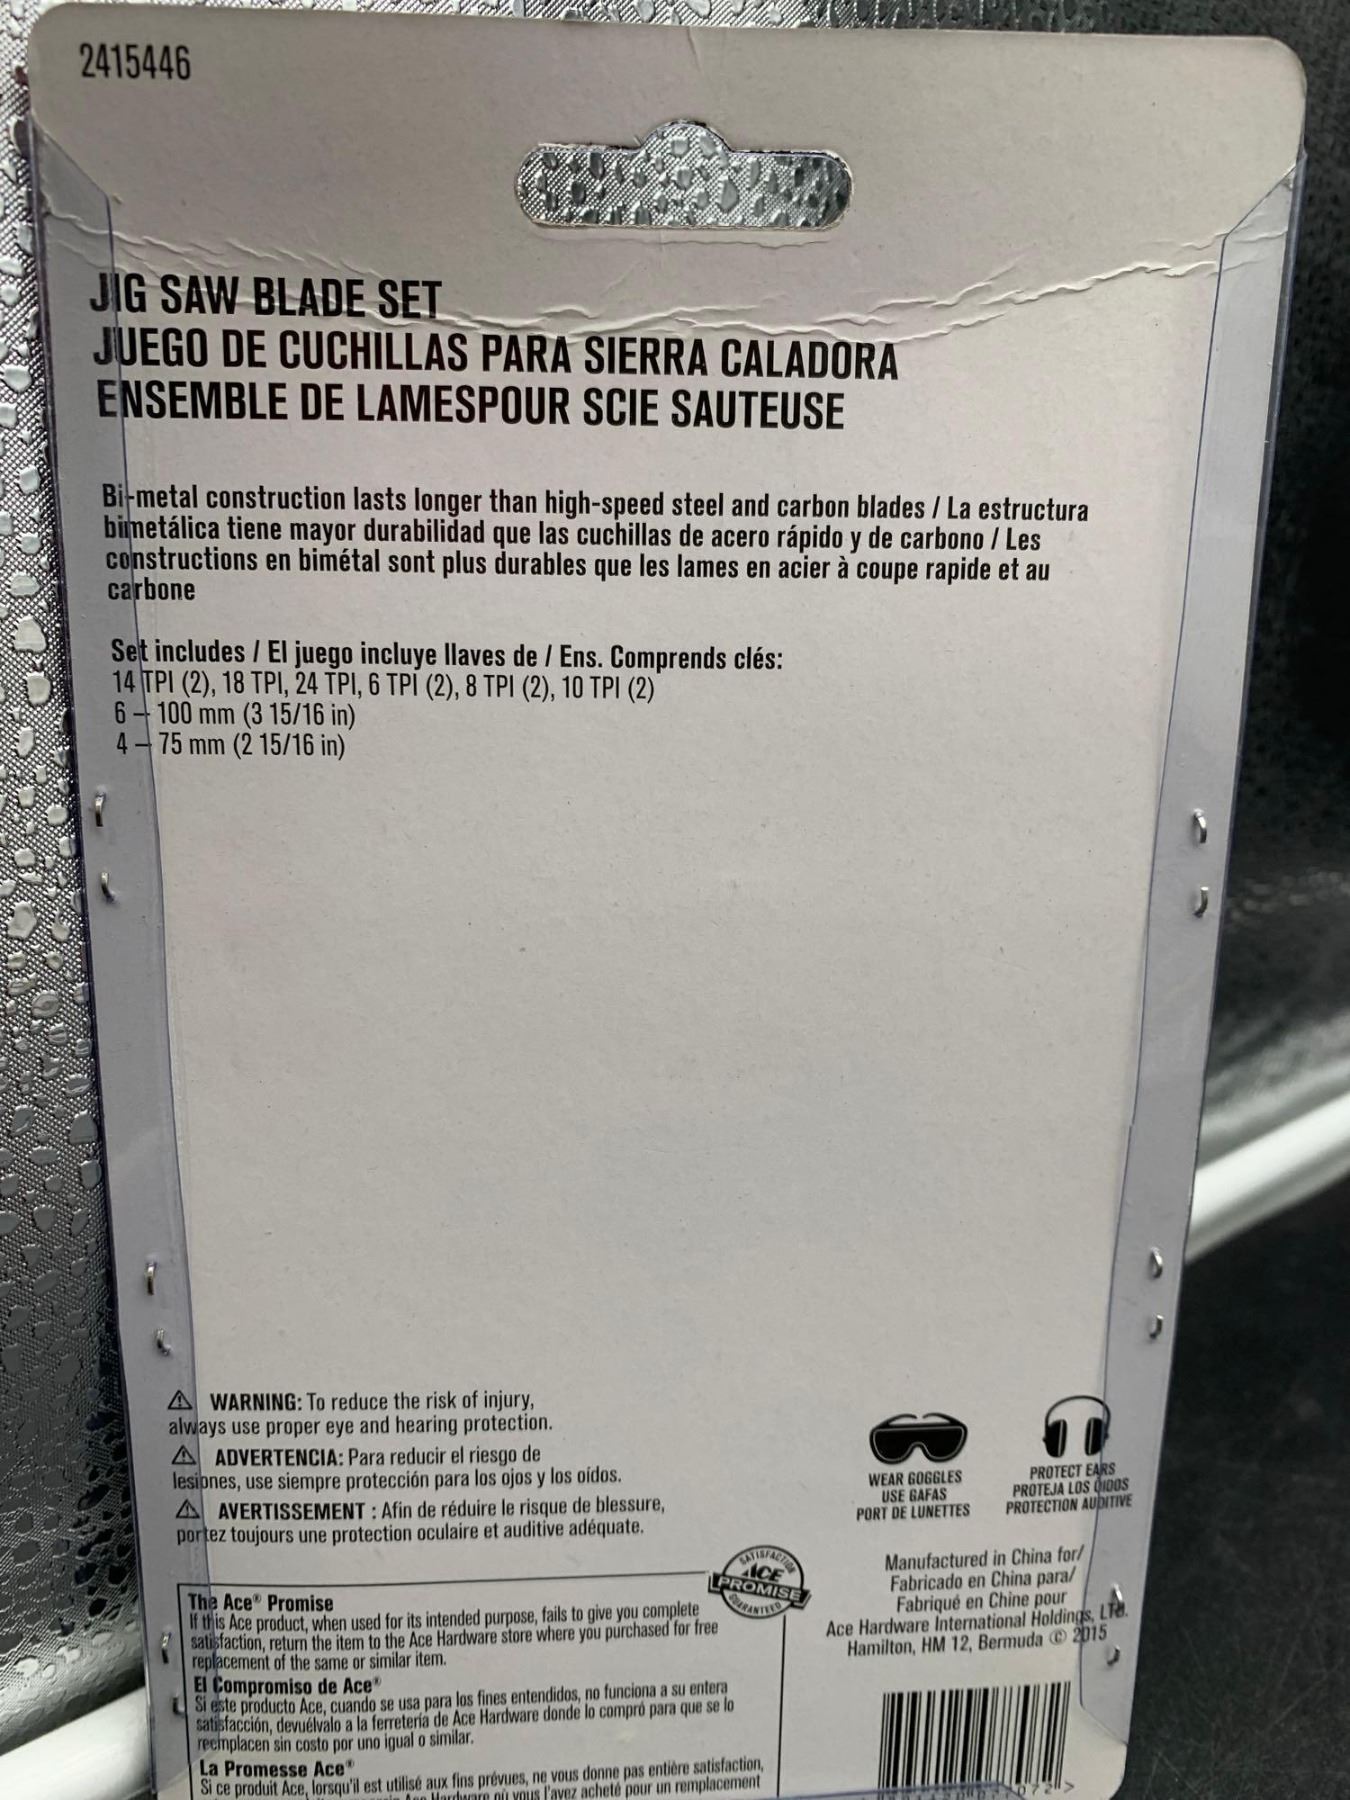 2415446
JIG SAW BLADE SET
JUEGO DE CUCHILLAS PARA SIERRA CALADORA
ENSEMBLE DE LAMESPOUR SCIE SAUTEUSE
Bi-metal construction lasts longer than high-speed steel and carbon blades / La estructura
bimetálica tiene mayor durabilidad que las cuchillas de acero rápido y de carbono / Les
constructions en bimétal sont plus durables que les lames en acier à coupe rapide et au
carbone
Set includes / El juego incluye llaves de / Ens. Comprends clés:
14 TPI (2), 18 TPI, 24 TPI, 6 TPI (2), 8 TPI (2), 10 TPI (2)
6 – 100 mm (3 15/16 in)
4 – 75 mm (2 15/16 in)
⚠ WARNING: To reduce the risk of injury,
always use proper eye and hearing protection.
⚠ ADVERTENCIA: Para reducir el riesgo de
lesiones, use siempre protección para los ojos y los oídos.
⚠ AVERTISSEMENT : Afin de réduire le risque de blessure,
portez toujours une protection oculaire et auditive adéquate.
WEAR GOGGLES
USE GAFAS
PORT DE LUNETTES
PROTECT EARS
PROTEJA LOS OIDOS
PROTECTION AUDITIVE
SATISFACTION
ACE
PROMISE
GUARANTEED
The Ace® Promise
If this Ace product, when used for its intended purpose, fails to give you complete
satisfaction, return the item to the Ace Hardware store where you purchased for free
replacement of the same or similar item.
El Compromiso de Ace®
Si este producto Ace, cuando se usa para los fines entendidos, no funciona a su entera
satisfacción, devuélvalo a la ferretería de Ace Hardware donde lo compró para que se lo
reemplacen sin costo por uno igual o similar.
La Promesse Ace®
Si ce produit Ace, lorsqu'il est utilisé aux fins prévues, ne vous donne pas entière satisfaction,
Ace Hardware où vous l'avez acheté pour un remplacement
Manufactured in China for/
Fabricado en China para/
Fabriqué en Chine pour
Ace Hardware International Holdings, LTd.
Hamilton, HM 12, Bermuda © 2015